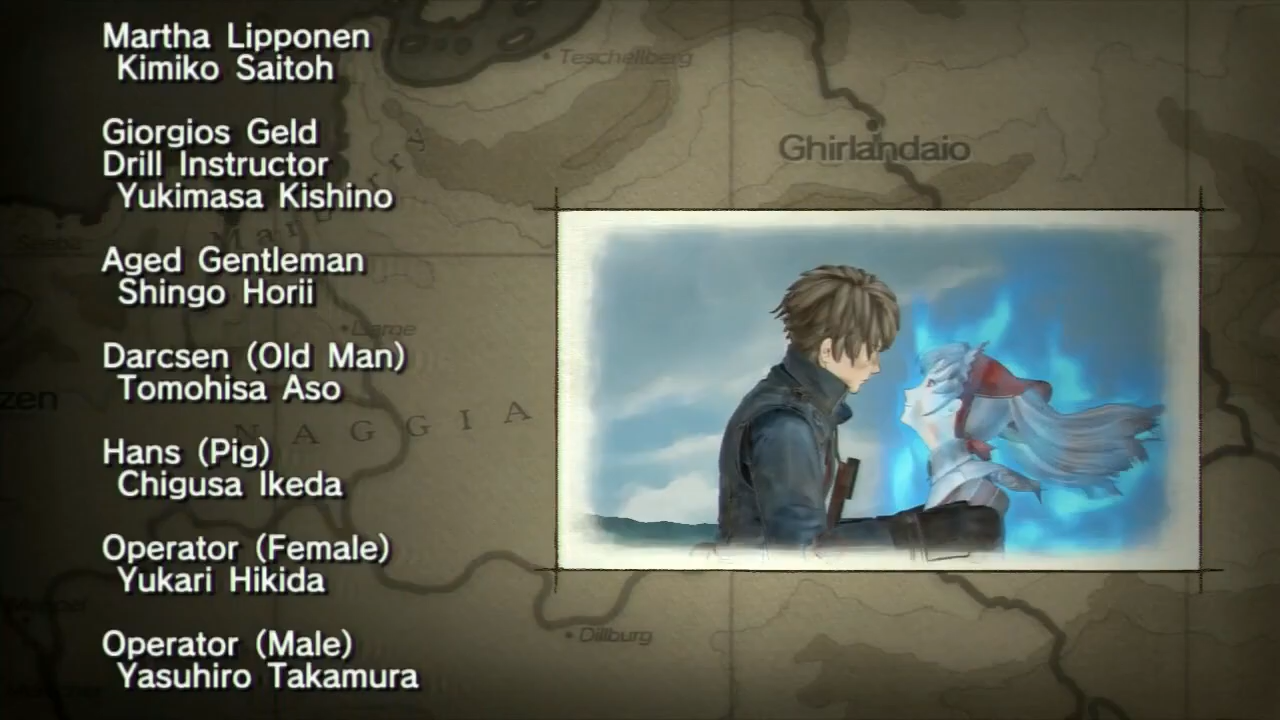 Martha Lipponen
Kimiko Saitoh
Giorgios Geld
Drill Instructor
Yukimasa Kishino
Aged Gentleman
Shingo Horii
Darcsen (Old Man)
Tomohisa Aso
Hans (Pig)
Chigusa Ikeda
Operator (Female)
Yukari Hikida
Operator (Male)
Yasuhiro Takamura
Teschellberg
Ghirlandaio
NAGGIA
Dillburg